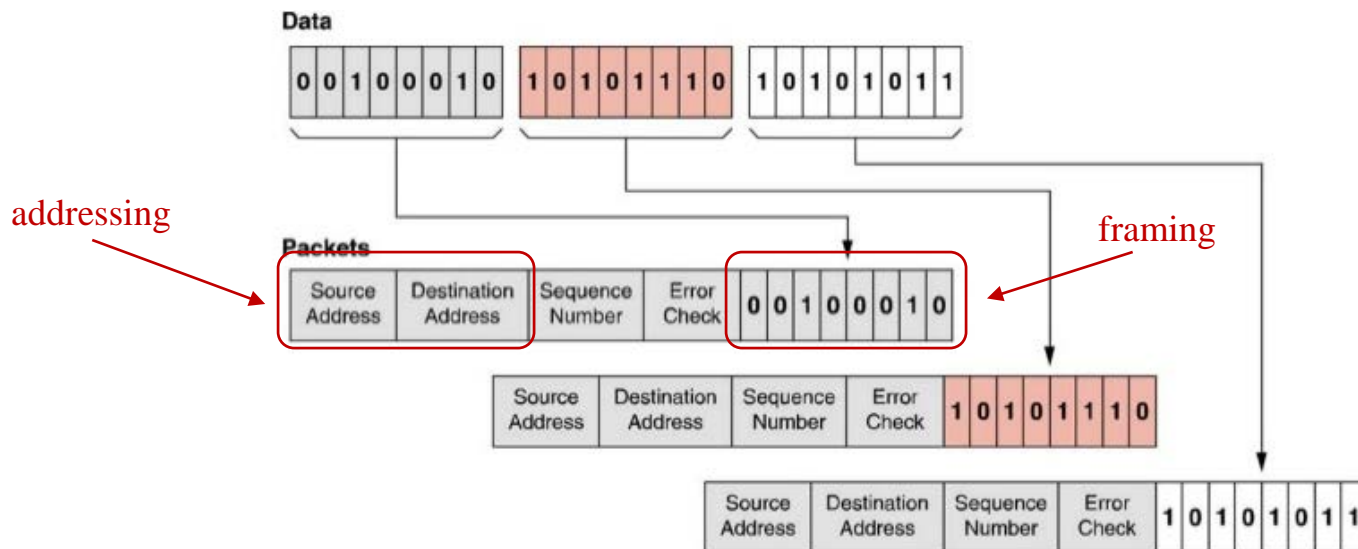 Data
0 0 1 0 0 0 1 0 1 0 1 0 1 1 1 0 1 0 1 0 1 0 1 1
addressing
framing
Packets
Source Address Destination Address Sequence Number Error Check 0 0 1 0 0 0 1 0
Source Address Destination Address Sequence Number Error Check 1 0 1 0 1 1 1 0
Source Address Destination Address Sequence Number Error Check 1 0 1 0 1 0 1 1